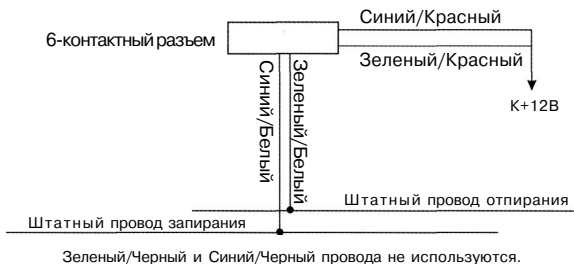 Синий/Красный
6-контактный разъем
Зеленый/Красный
К+12В
Синий/Белый
Зеленый/Белый
Штатный провод отпирания
Штатный провод запирания
Зеленый/Черный и Синий/Черный провода не используются.